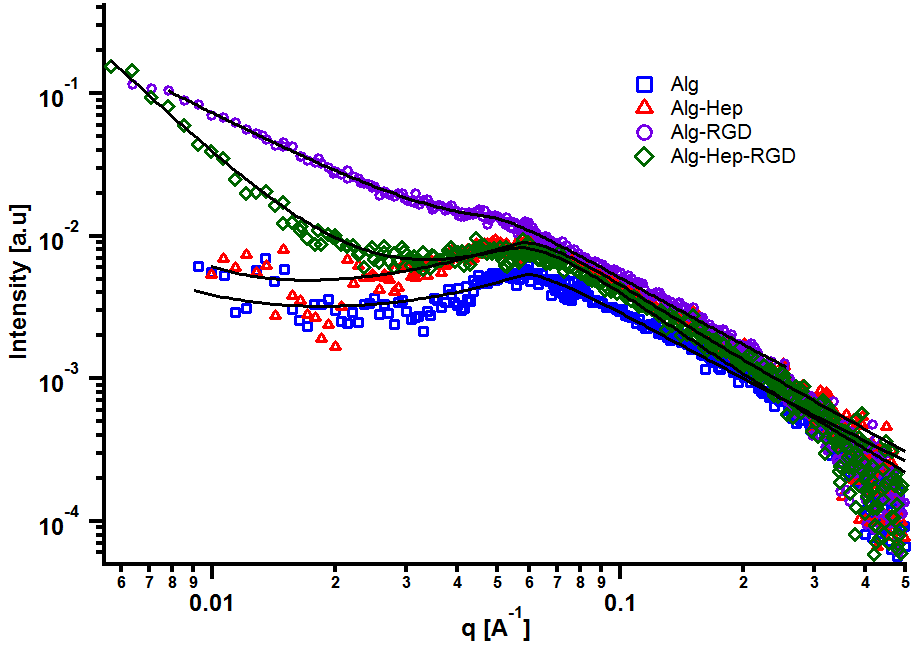 Intensity [a.u]
10⁻¹
10⁻²
10⁻³
10⁻⁴
Alg
Alg-Hep
Alg-RGD
Alg-Hep-RGD
6 7 8 9 2 3 4 5 6 7 8 9 2 3 4 5
0.01 0.1
q [A⁻¹]